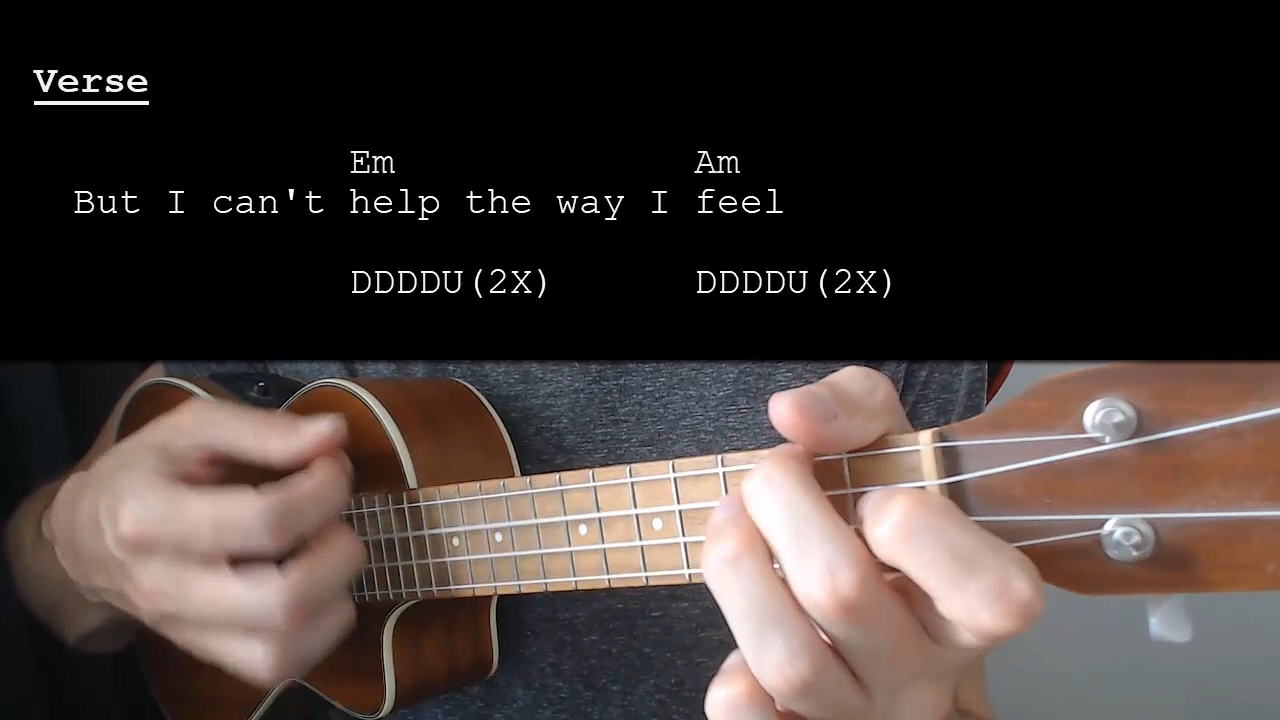 Verse
Em Am
But I can't help the way I feel
DDDDU(2X) DDDDU(2X)